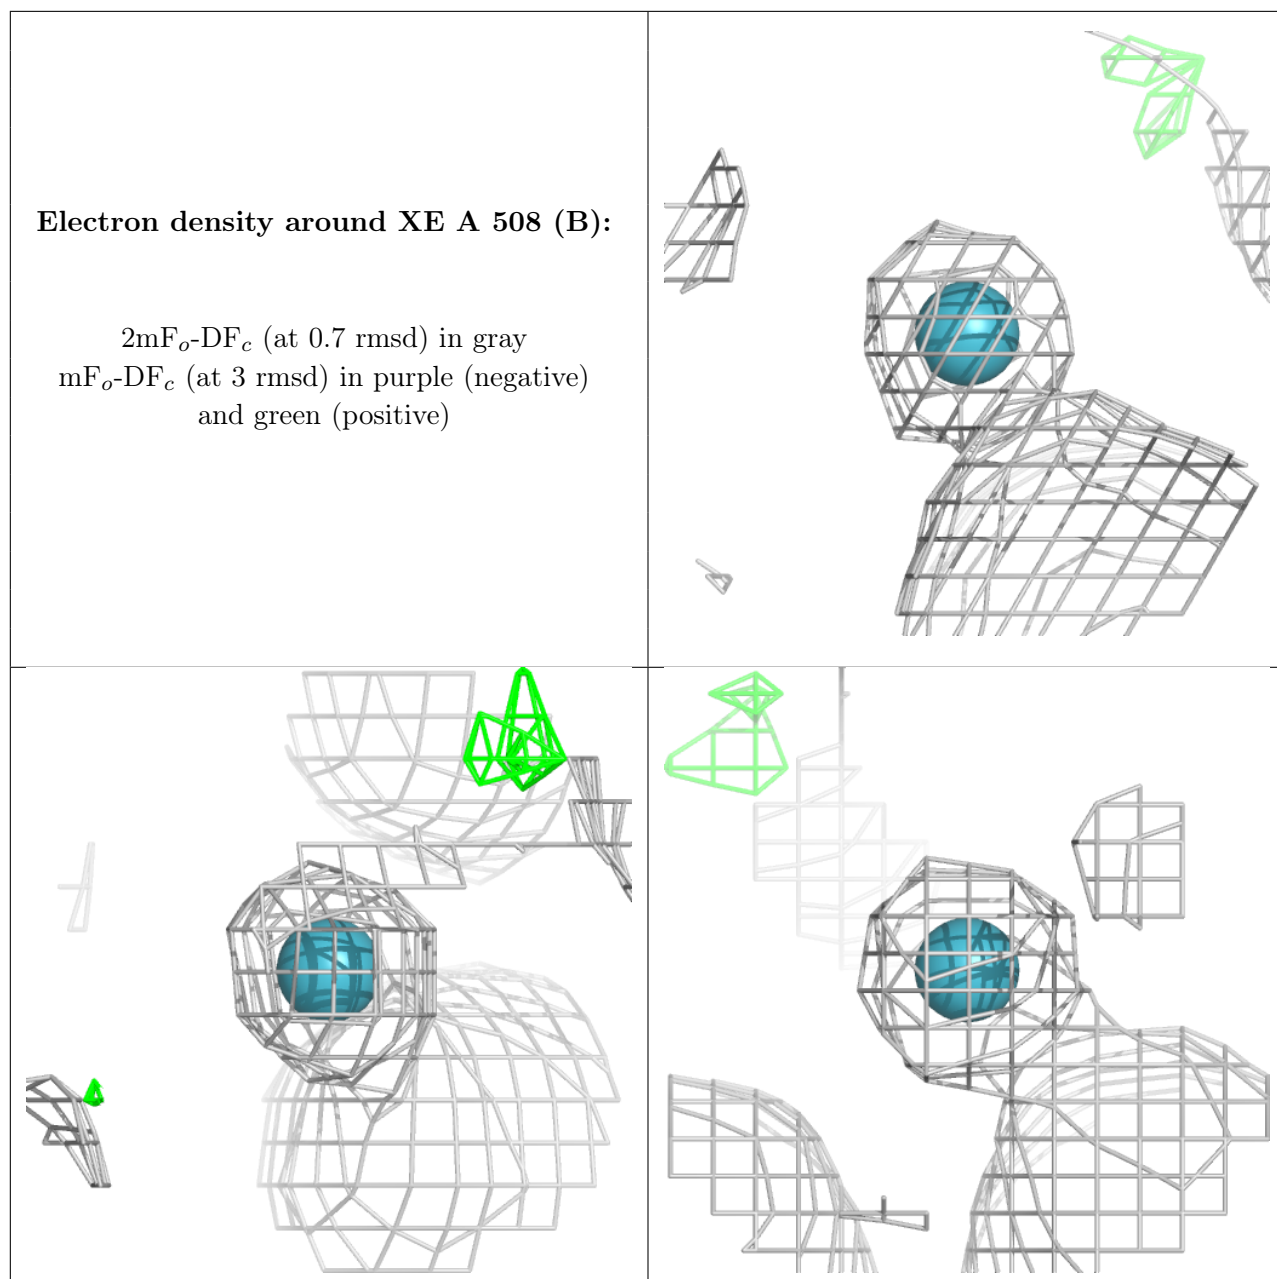 Electron density around XE A 508 (B):
2mFo-DFc (at 0.7 rmsd) in gray
mFo-DFc (at 3 rmsd) in purple (negative)
and green (positive)